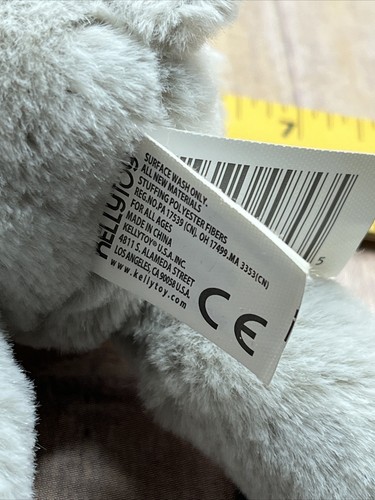 KELLYTOY®
SURFACE WASH ONLY.
ALL NEW MATERIALS
STUFFING POLYESTER FIBERS
REG.NO.PA 17539 (CN), OH 17499,MA 3353(CN)
FOR ALL AGES
MADE IN CHINA
KELLYTOY® U.S.A. INC.
4811 S. ALAMEDA STREET
LOS ANGELES, CA 90058 U.S.A.
www.kellytoy.com
CE
5
7